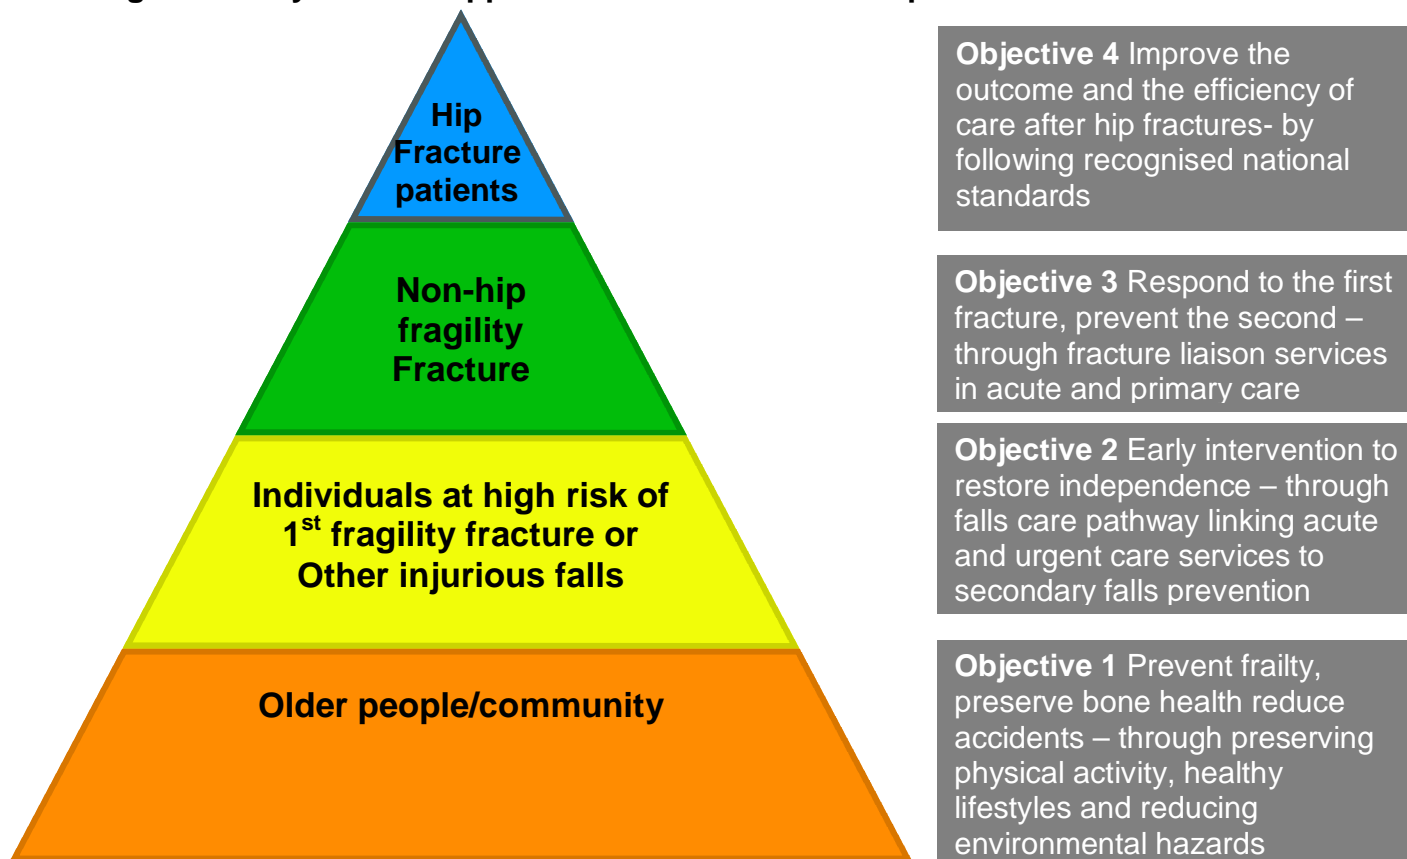 Hip
Fracture
patients
Non-hip
fragility
Fracture
Individuals at high risk of
1st fragility fracture or
Other injurious falls
Older people/community
Objective 4 Improve the
outcome and the efficiency of
care after hip fractures- by
following recognised national
standards
Objective 3 Respond to the first
fracture, prevent the second –
through fracture liaison services
in acute and primary care
Objective 2 Early intervention to
restore independence – through
falls care pathway linking acute
and urgent care services to
secondary falls prevention
Objective 1 Prevent frailty,
preserve bone health reduce
accidents – through preserving
physical activity, healthy
lifestyles and reducing
environmental hazards